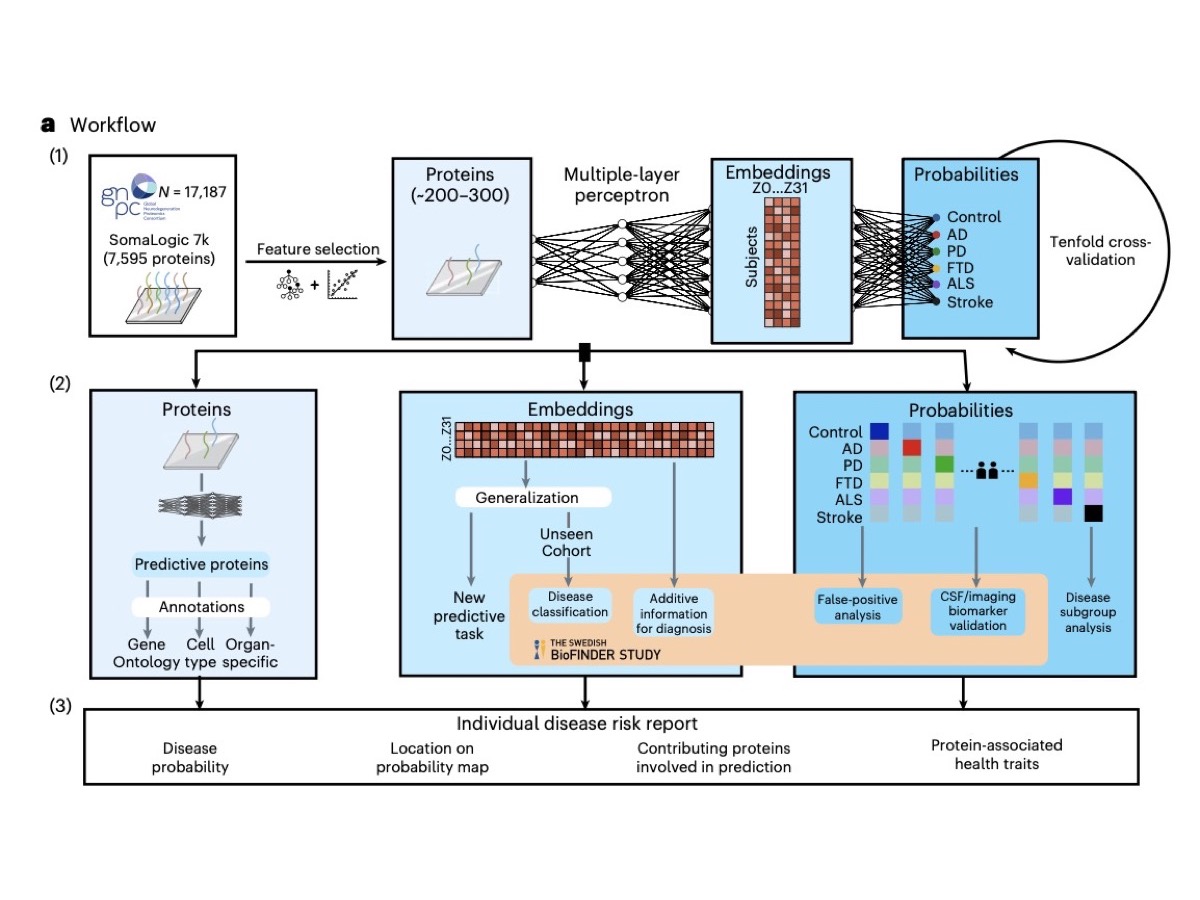 a Workflow
(1)
gnpc
Global
Neurodegeneration
Proteomics
Consortium
N = 17,187
SomaLogic 7k
(7,595 proteins)
Feature selection
+
Proteins
(~200–300)
Multiple-layer
perceptron
Embeddings
Z0...Z31
Subjects
Probabilities
Control
AD
PD
FTD
ALS
Stroke
Tenfold cross-
validation
(2)
Proteins
Predictive proteins
Annotations
Gene
Ontology
Cell
type
Organ-
specific
Embeddings
Z0...Z31
Generalization
Unseen
Cohort
New
predictive
task
Disease
classification
Additive
information
for diagnosis
THE SWEDISH
BioFINDER STUDY
Probabilities
Control
AD
PD
FTD
ALS
Stroke
False-positive
analysis
CSF/imaging
biomarker
validation
Disease
subgroup
analysis
(3)
Individual disease risk report
Disease
probability
Location on
probability map
Contributing proteins
involved in prediction
Protein-associated
health traits